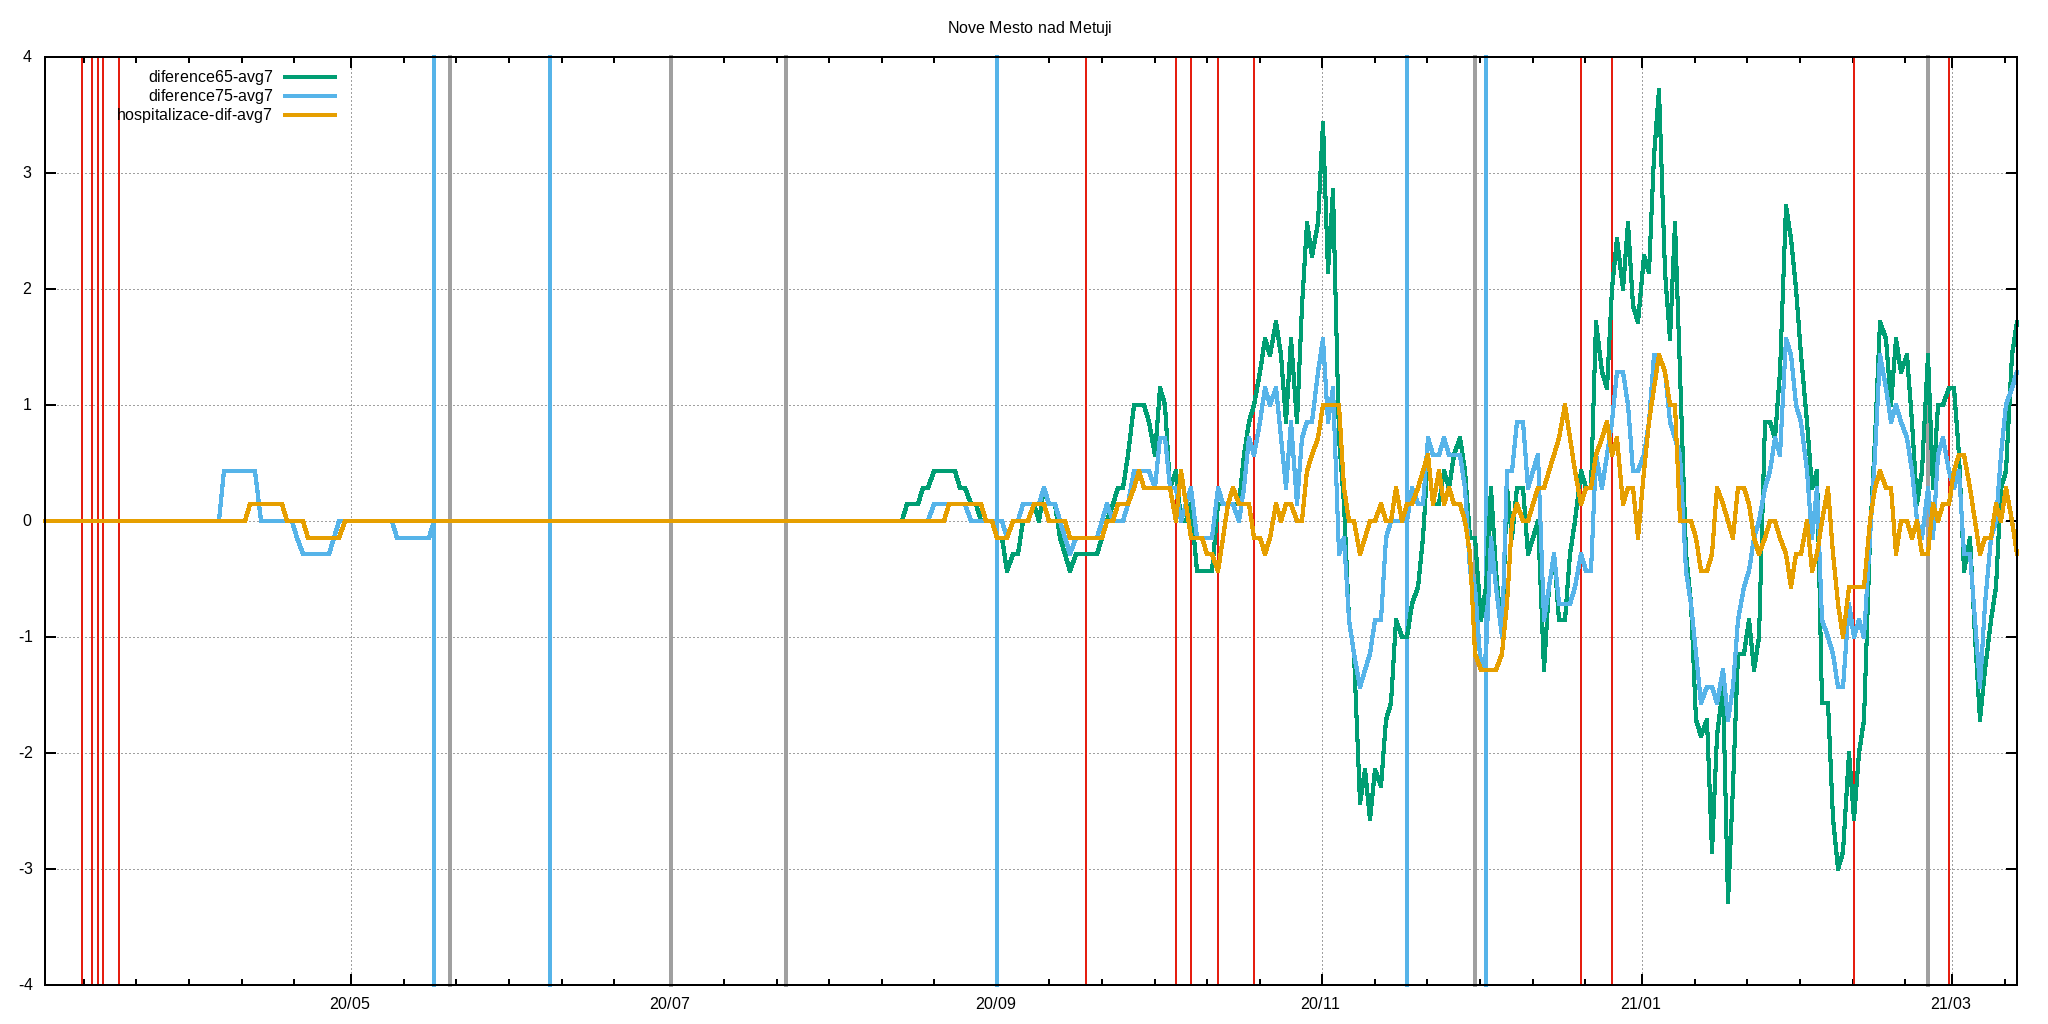 Nove Mesto nad Metuji
diference65-avg7
diference75-avg7
hospitalizace-dif-avg7
4
3
2
1
0
-1
-2
-3
-4
20/05 20/07 20/09 20/11 21/01 21/03